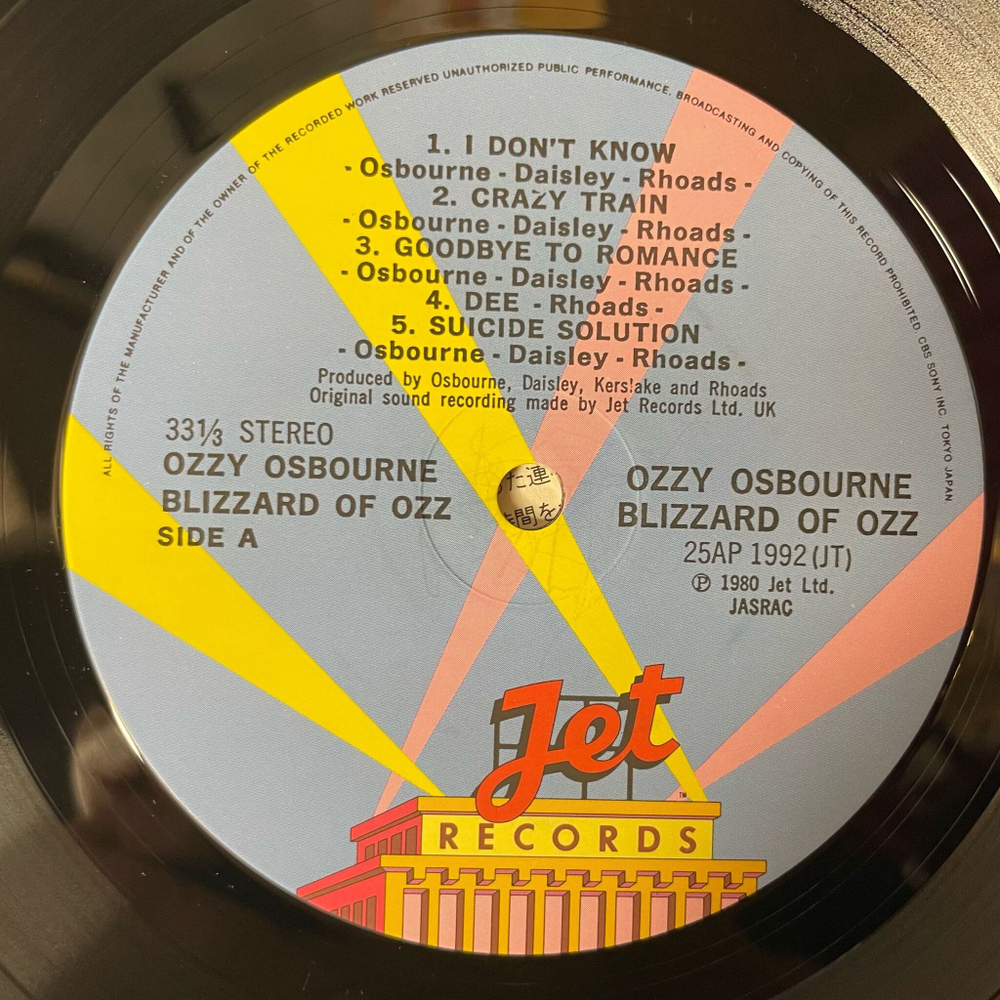 ALL RIGHTS OF THE MANUFACTURER AND OF THE OWNER OF THE RECORDED WORK RESERVED UNAUTHORIZED PUBLIC PERFORMANCE, BROADCASTING AND COPYING OF THIS RECORD PROHIBITED. CBS SONY INC. TOKYO JAPAN
1. I DON'T KNOW
- Osbourne - Daisley - Rhoads -
2. CRAZY TRAIN
- Osbourne - Daisley - Rhoads -
3. GOODBYE TO ROMANCE
- Osbourne - Daisley - Rhoads -
4. DEE - Rhoads -
5. SUICIDE SOLUTION
- Osbourne - Daisley - Rhoads -
Produced by Osbourne, Daisley, Kerslake and Rhoads
Original sound recording made by Jet Records Ltd. UK
33⅓ STEREO
OZZY OSBOURNE
BLIZZARD OF OZZ
SIDE A
た連
間を
OZZY OSBOURNE
BLIZZARD OF OZZ
25AP 1992 (JT)
Ⓟ 1980 Jet Ltd.
JASRAC
Jet
TM
RECORDS